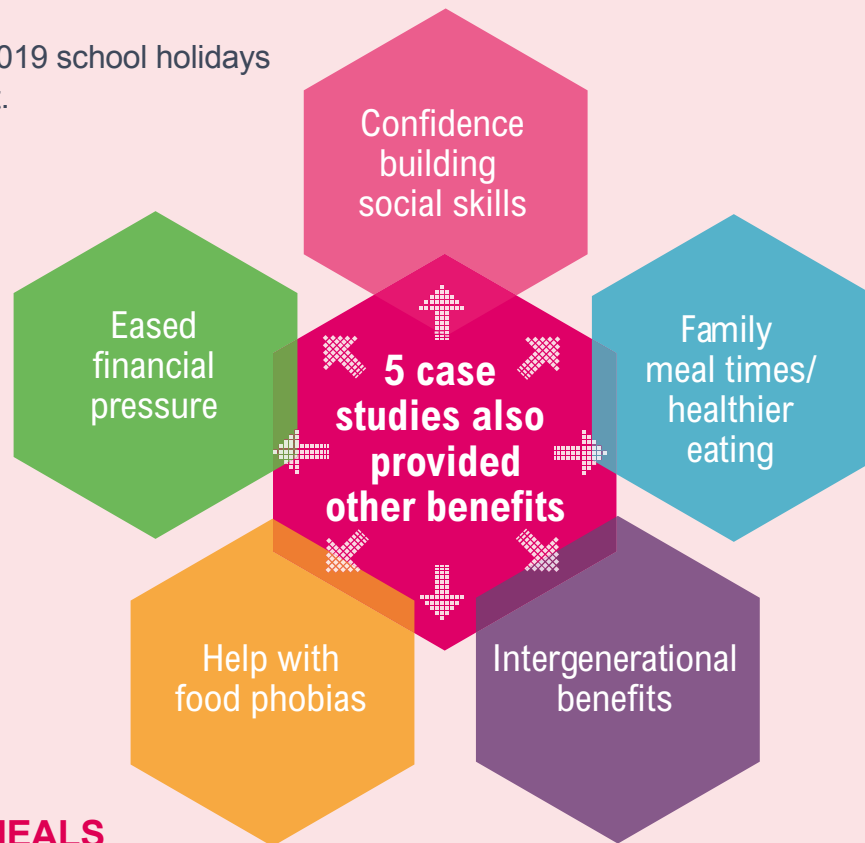 019 school holidays
Confidence
building
social skills
Eased
financial
pressure
5 case
studies also
provided
other benefits
Family
meal times/
healthier
eating
Help with
food phobias
Intergenerational
benefits
MEALS